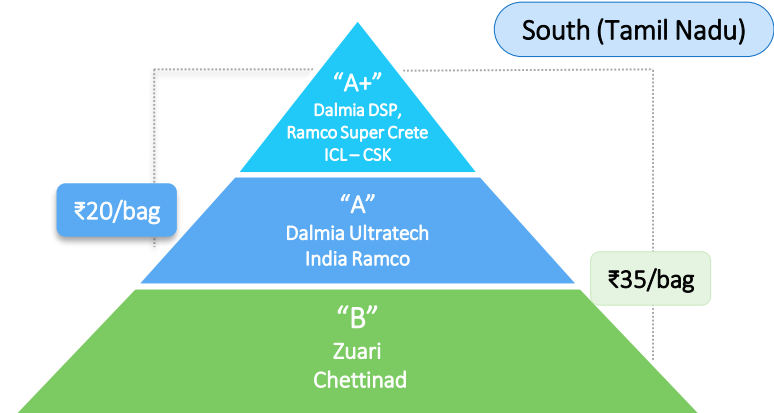 South (Tamil Nadu)
“A+”
Dalmia DSP,
Ramco Super Crete
ICL – CSK
₹20/bag
“A”
Dalmia Ultratech
India Ramco
₹35/bag
“B”
Zuari
Chettinad